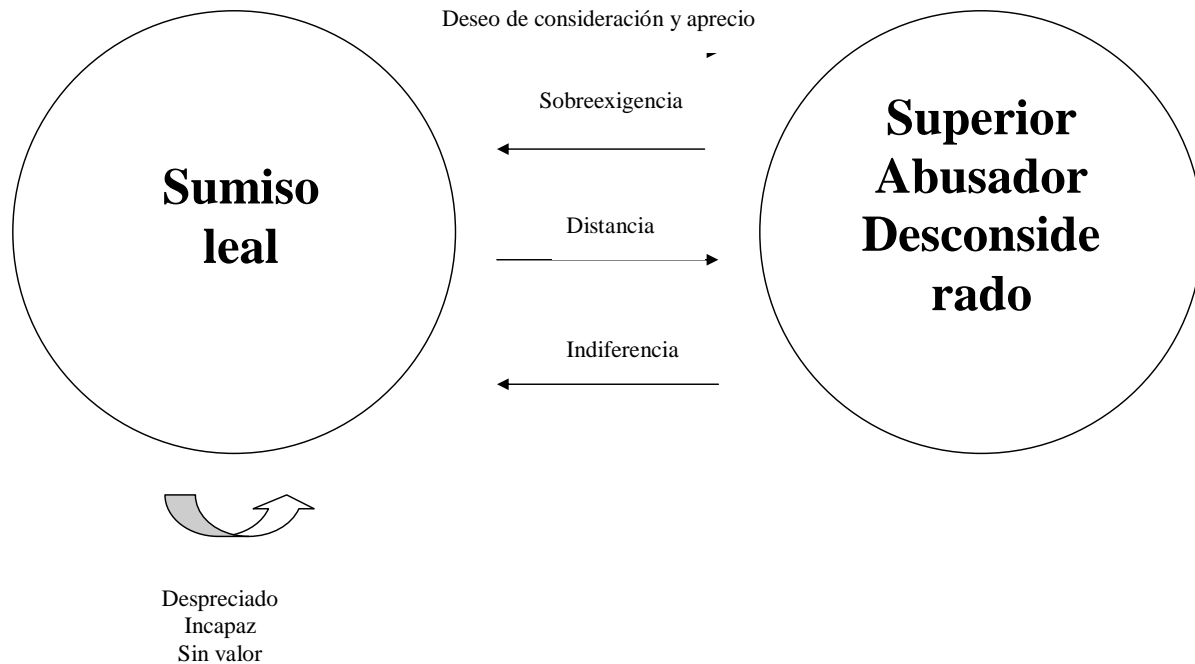 Deseo de consideración y aprecio
Sobreexigencia
Sumiso
leal
Distancia
Indiferencia
Superior
Abusador
Desconside
rado
Despreciado
Incapaz
Sin valor